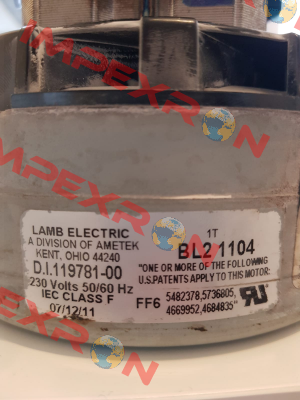 IMPEXRON
LAMB ELECTRIC
A DIVISION OF AMETEK
KENT, OHIO 44240
D.I.119781-00
230 Volts 50/60 Hz
IEC CLASS F
07/12/11
1T
BL2 1104
"ONE OR MORE OF THE FOLLOWING
U.S.PATENTS APPLY TO THIS MOTOR:
FF6
5482378,5736805,
4669952,4684835"